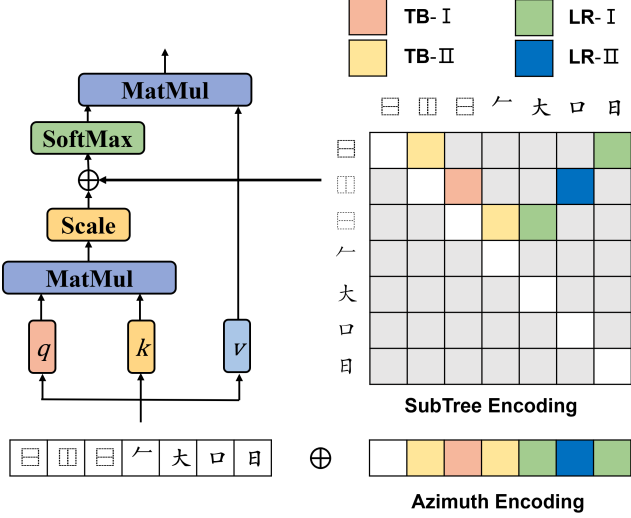 TB-Ⅰ LR-Ⅰ
TB-Ⅱ LR-Ⅱ
MatMul
SoftMax
Scale
MatMul
q k v
⿱ ⿰ ⿱ 𠂉 大 口 日
⿱
⿰
⿱
𠂉
大
口
日
SubTree Encoding
⿱ ⿰ ⿱ 𠂉 大 口 日
Azimuth Encoding